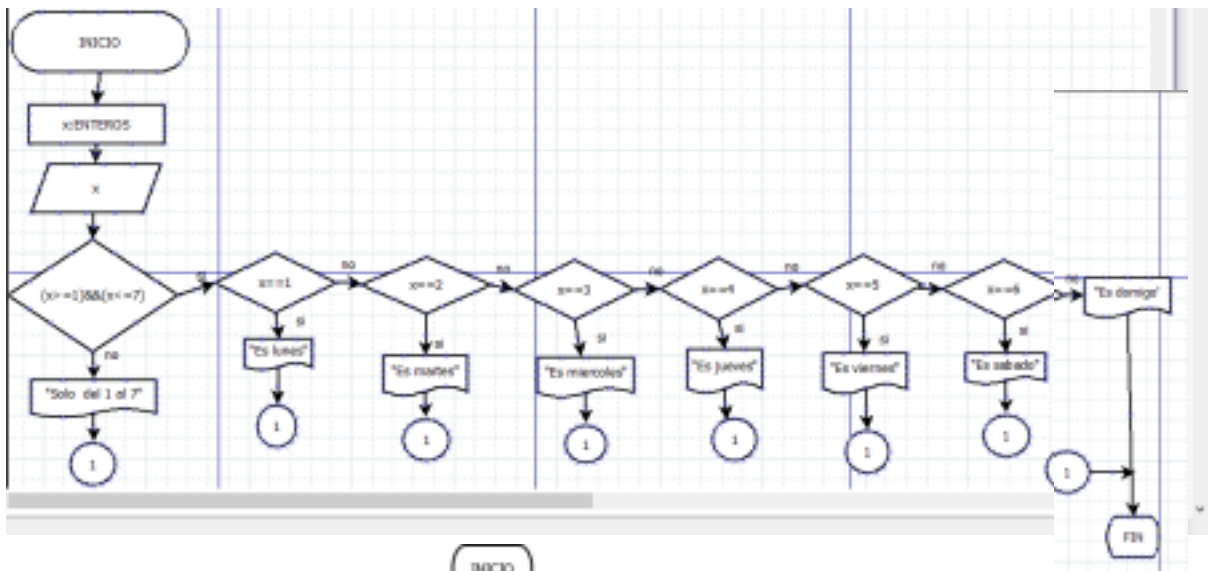 INICIO
x:ENTEROS
x
(x>=1)&&(x<=7)
si
no
"Solo del 1 al 7"
1
x==1
no
si
"Es lunes"
1
x==2
no
si
"Es martes"
1
x==3
no
si
"Es miercoles"
1
x==4
no
si
"Es jueves"
1
x==5
no
si
"Es viernes"
1
x==6
no
si
"Es sabado"
1
"Es domigo"
1
FIN
INICIO